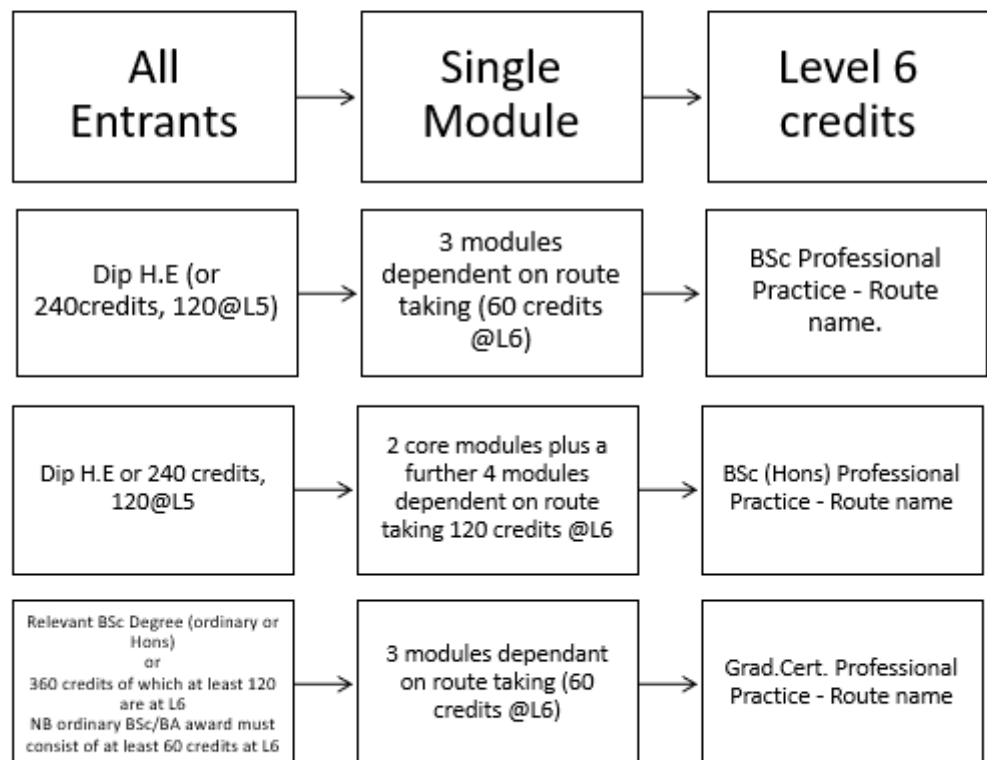 All
Entrants
Single
Module
Level 6
credits
Dip H.E (or
240credits, 120@L5)
3 modules
dependent on route
taking (60 credits
@L6)
BSc Professional
Practice - Route
name.
Dip H.E or 240 credits,
120@L5
2 core modules plus a
further 4 modules
dependent on route
taking 120 credits @L6
BSc (Hons) Professional
Practice - Route name
Relevant BSc Degree (ordinary or
Hons)
or
360 credits of which at least 120
are at L6
NB ordinary BSc/BA award must
consist of at least 60 credits at L6
3 modules dependant
on route taking (60
credits @L6)
Grad.Cert. Professional
Practice - Route name